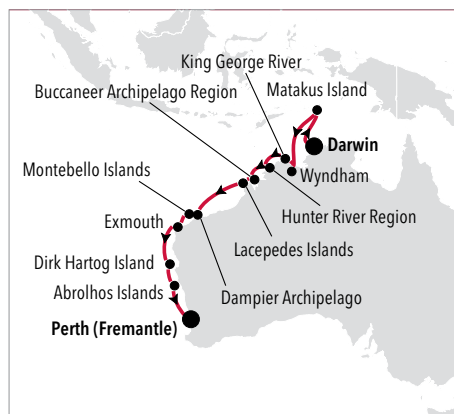 King George River
Matakus Island
Buccaneer Archipelago Region
Darwin
Montebello Islands
Wyndham
Hunter River Region
Exmouth
Lacepedes Islands
Dirk Hartog Island
Abrolhos Islands
Dampier Archipelago
Perth (Fremantle)